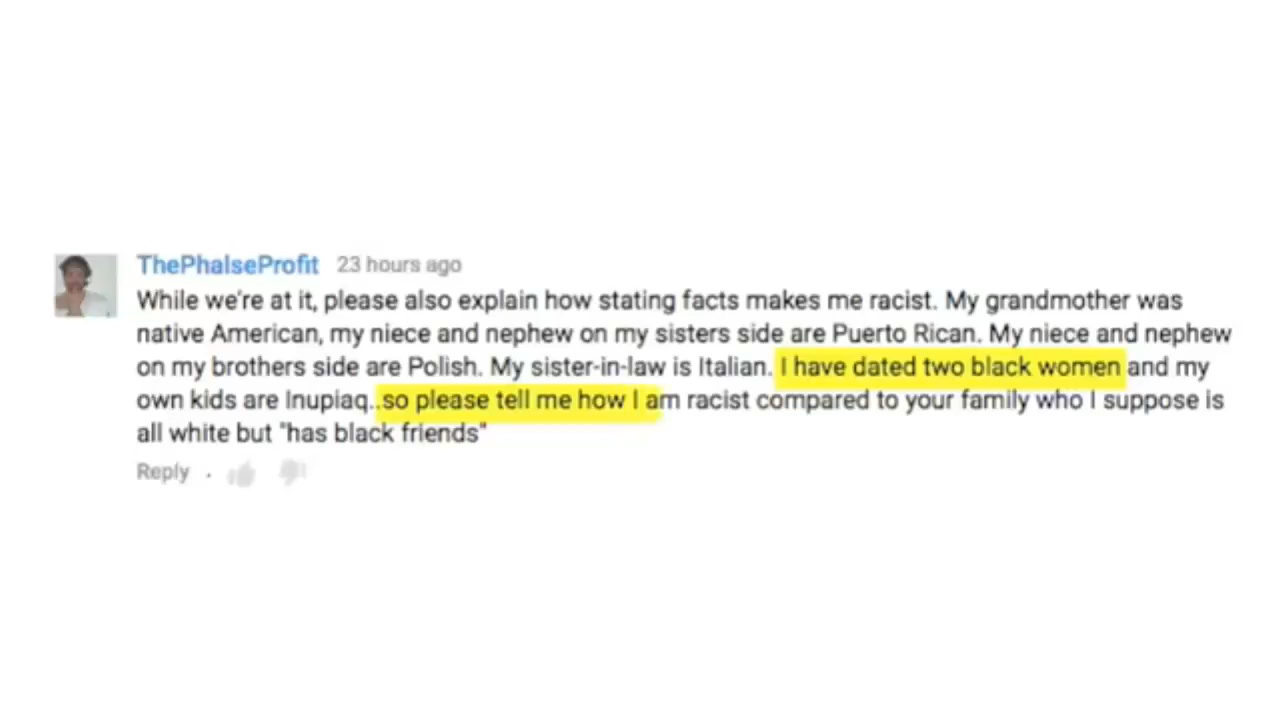 ThePhalseProfit 23 hours ago
While we're at it, please also explain how stating facts makes me racist. My grandmother was
native American, my niece and nephew on my sisters side are Puerto Rican. My niece and nephew
on my brothers side are Polish. My sister-in-law is Italian. I have dated two black women and my
own kids are Inupiaq..so please tell me how I am racist compared to your family who I suppose is
all white but "has black friends"
Reply .